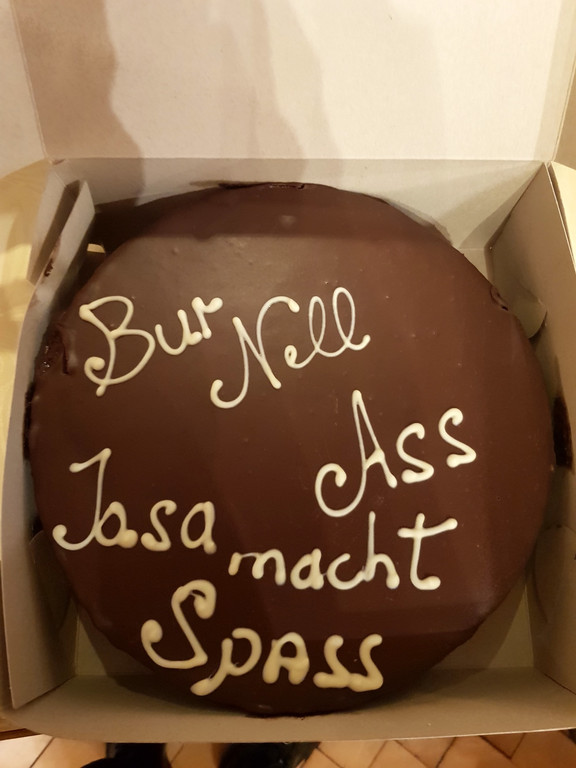 Bur Nell
Ass
Jasa macht
Spass